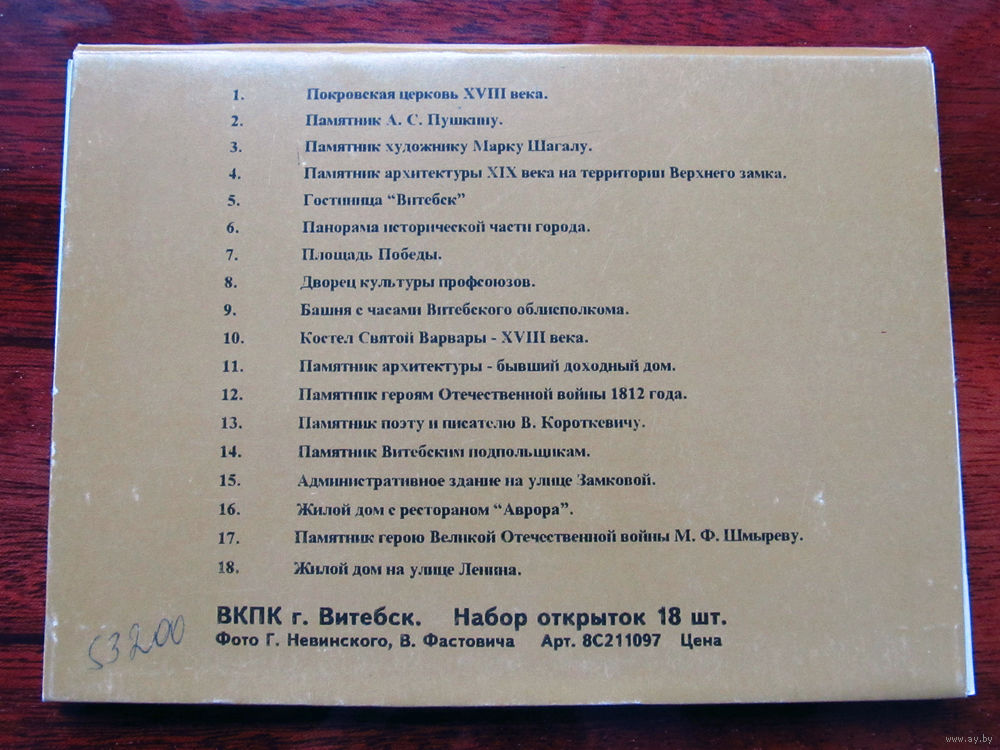 1. Покровская церковь XVIII века.
2. Памятник А. С. Пушкину.
3. Памятник художнику Марку Шагалу.
4. Памятник архитектуры XIX века на территории Верхнего замка.
5. Гостиница “Витебск”
6. Панорама исторической части города.
7. Площадь Победы.
8. Дворец культуры профсоюзов.
9. Башня с часами Витебского облисполкома.
10. Костел Святой Варвары - XVIII века.
11. Памятник архитектуры - бывший доходный дом.
12. Памятник героям Отечественной войны 1812 года.
13. Памятник поэту и писателю В. Короткевичу.
14. Памятник Витебским подпольщикам.
15. Административное здание на улице Замковой.
16. Жилой дом с рестораном “Аврора”.
17. Памятник герою Великой Отечественной войны М. Ф. Шмыреву.
18. Жилой дом на улице Ленина.
ВКПК г. Витебск. Набор открыток 18 шт.
Фото Г. Невинского, В. Фастовича Арт. 8С211097 Цена
53200
www.ay.by